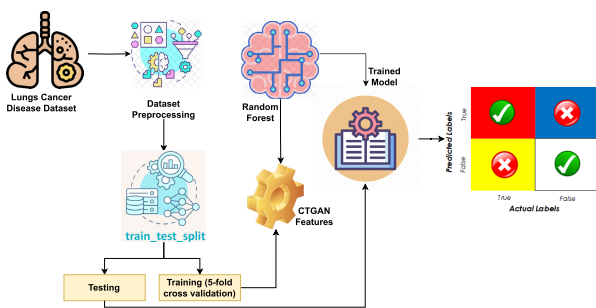 Lungs Cancer
Disease Dataset
Dataset
Preprocessing
Random
Forest
Trained
Model
train_test_split
CTGAN
Features
Testing
Training (5-fold
cross validation)
Predicted Labels
True
False
True
False
Actual Labels